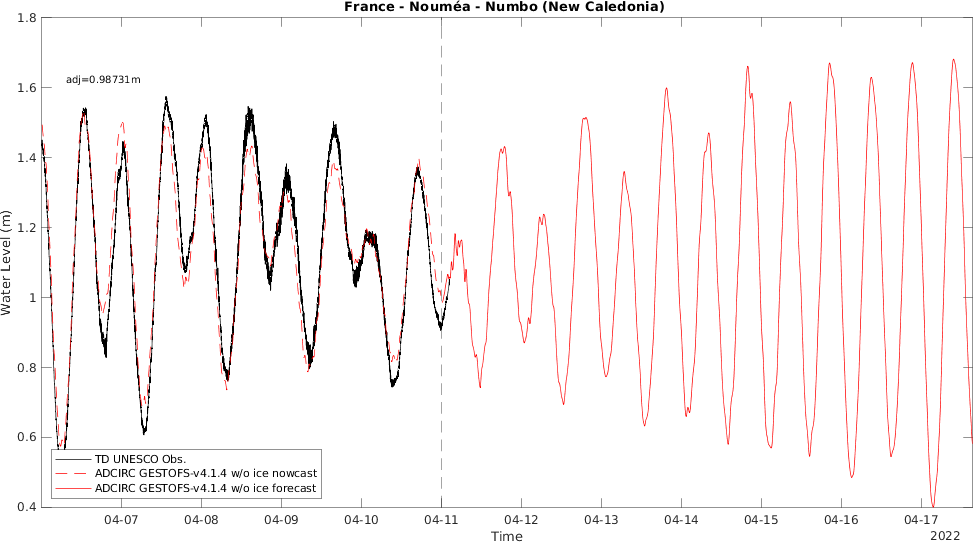 France - Nouméa - Numbo (New Caledonia)
1.8
1.6
1.4
1.2
1
0.8
0.6
0.4
Water Level (m)
adj=0.98731m
TD UNESCO Obs.
ADCIRC GESTOFS-v4.1.4 w/o ice nowcast
ADCIRC GESTOFS-v4.1.4 w/o ice forecast
04-07 04-08 04-09 04-10 04-11 04-12 04-13 04-14 04-15 04-16 04-17
Time
2022